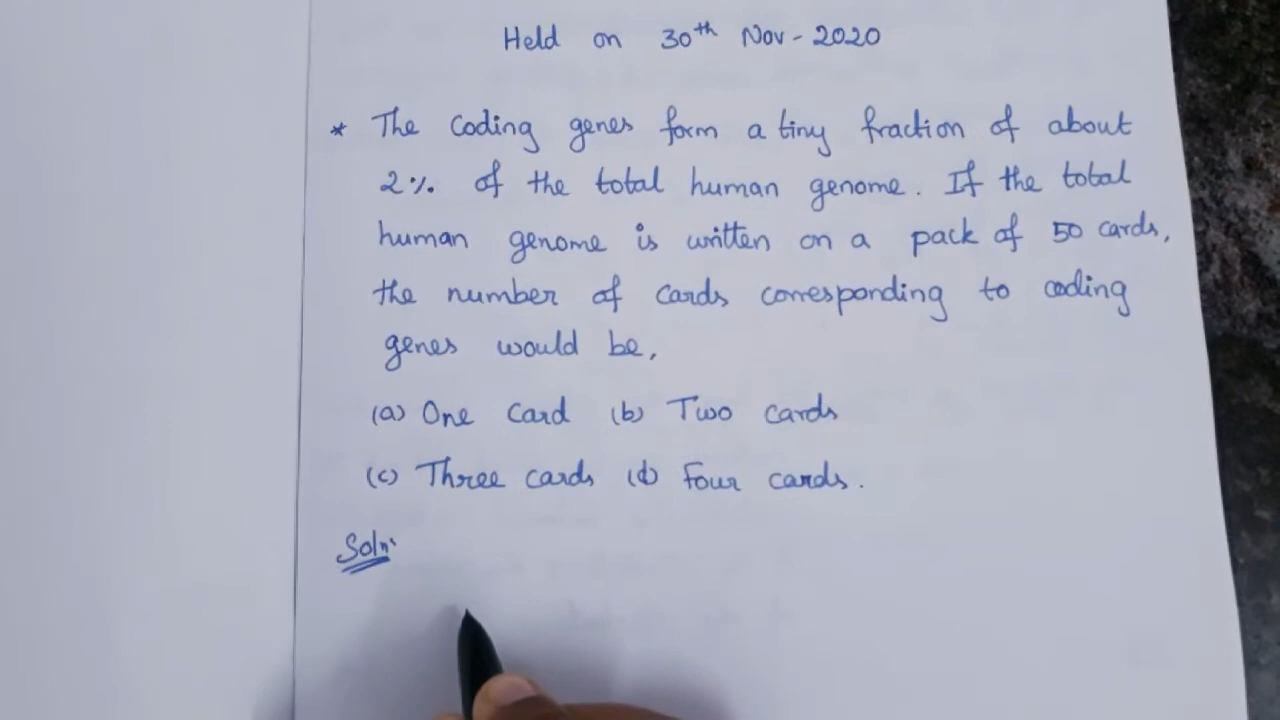 Held on 30th Nov - 2020
* The coding genes form a tiny fraction of about
2% of the total human genome. If the total
human genome is written on a pack of 50 cards,
the number of cards corresponding to coding
genes would be,
(a) One card (b) Two cards
(c) Three cards (d) Four cards.
Soln.